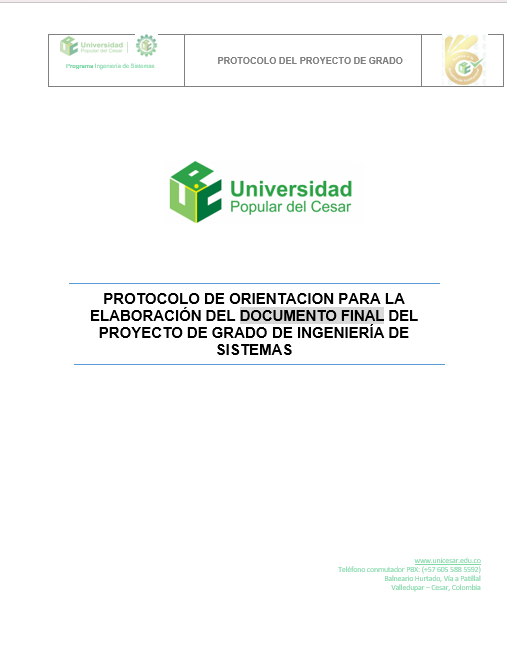 Universidad
Popular del Cesar
Programa Ingeniería de Sistemas
PROTOCOLO DEL PROYECTO DE GRADO
Universidad
Popular del Cesar
PROTOCOLO DE ORIENTACION PARA LA
ELABORACIÓN DEL DOCUMENTO FINAL DEL
PROYECTO DE GRADO DE INGENIERÍA DE
SISTEMAS
www.unicesar.edu.co
Teléfono conmutador PBX: (+57 605 588 5592)
Balneario Hurtado, Vía a Patillal
Valledupar – Cesar, Colombia